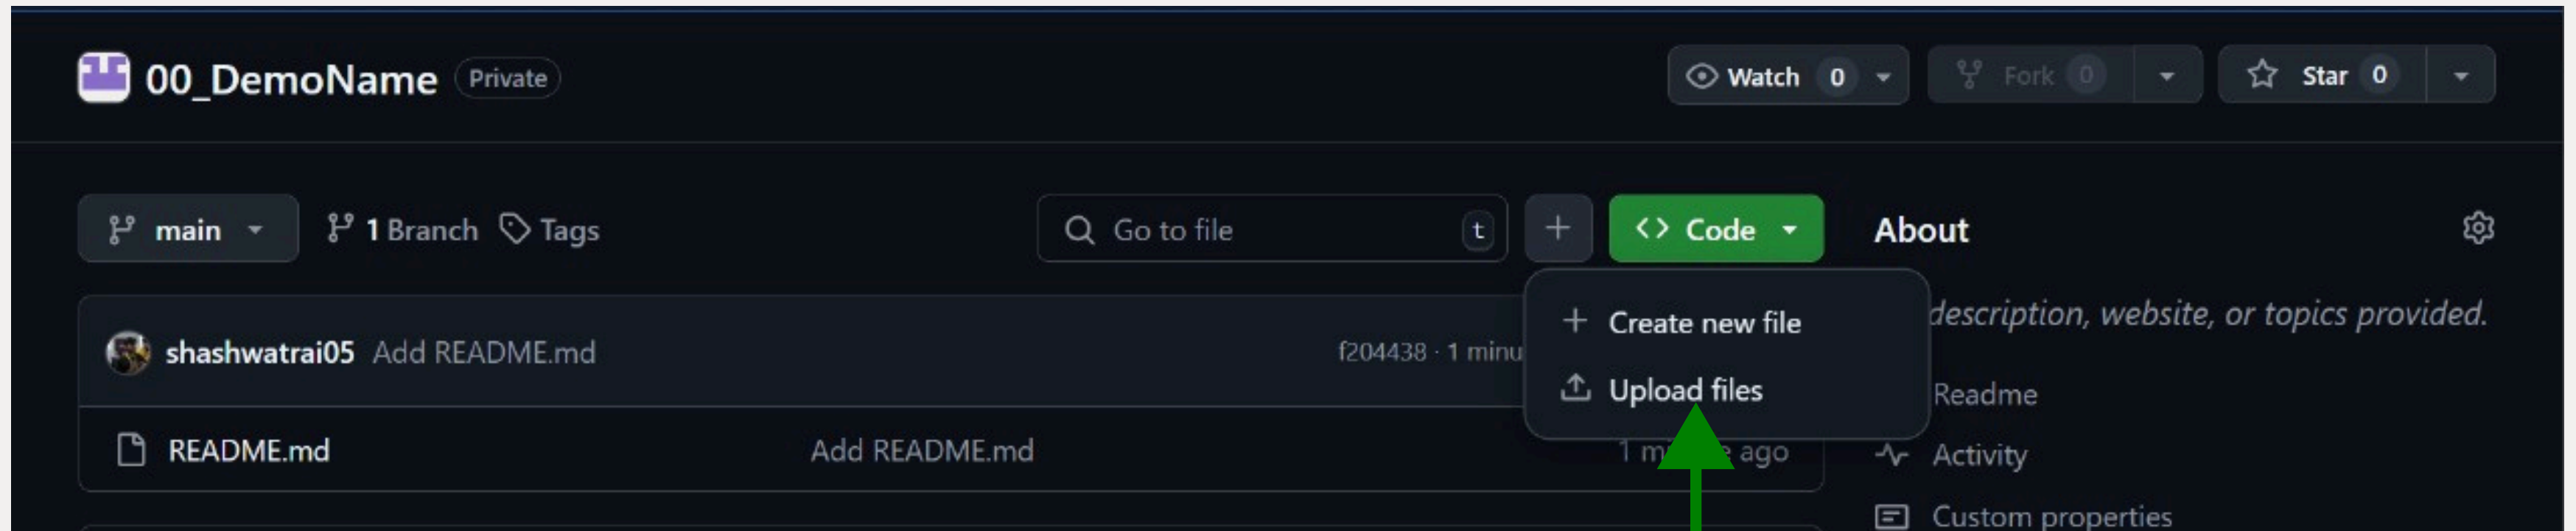 00_DemoName Private
Watch 0 Fork 0 Star 0
main 1 Branch Tags Go to file t Code About
Create new file
description, website, or topics provided.
shashwatrai05 Add README.md f204438 · 1 minu
Upload files
Readme
README.md Add README.md 1 ago
Activity
Custom properties